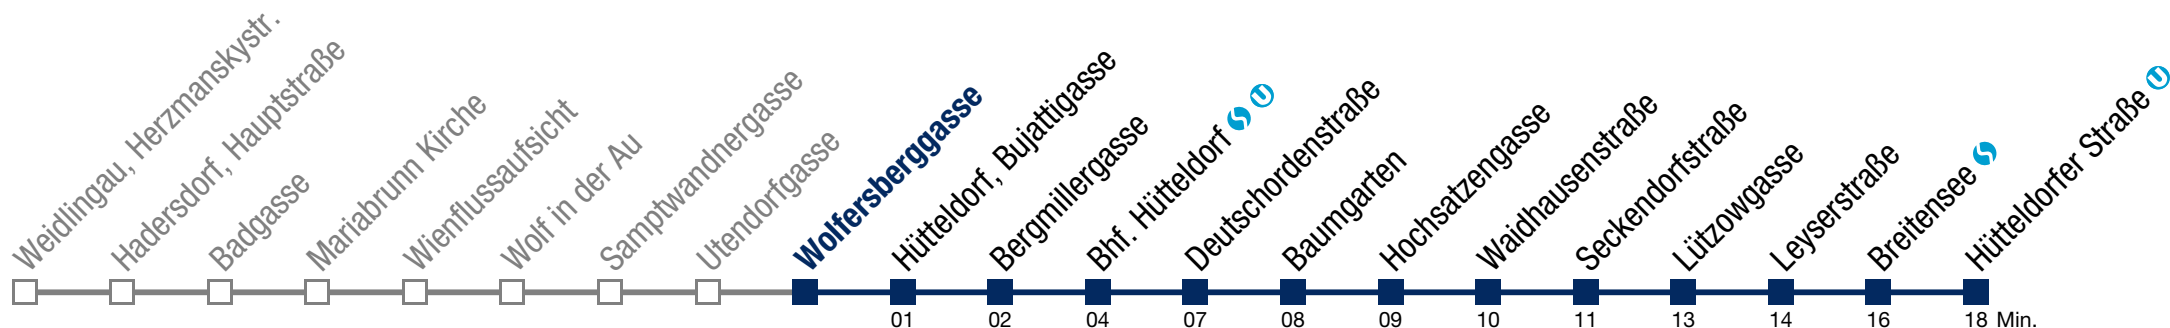 Weidlingau, Herzmanskystr.
Hadersdorf, Hauptstraße
Badgasse
Mariabrunn Kirche
Wienflussaufsicht
Wolf in der Au
Samptwandnergasse
Utendorfgasse
Wolfersberggasse
Hütteldorf, Bujattigasse
Bergmillergasse
Bhf. Hütteldorf S U
Deutschordenstraße
Baumgarten
Hochsatzengasse
Waidhausenstraße
Seckendorfstraße
Lützowgasse
Leyserstraße
Breitensee S
Hütteldorfer Straße U
01 02 04 07 08 09 10 11 13 14 16 18 Min.